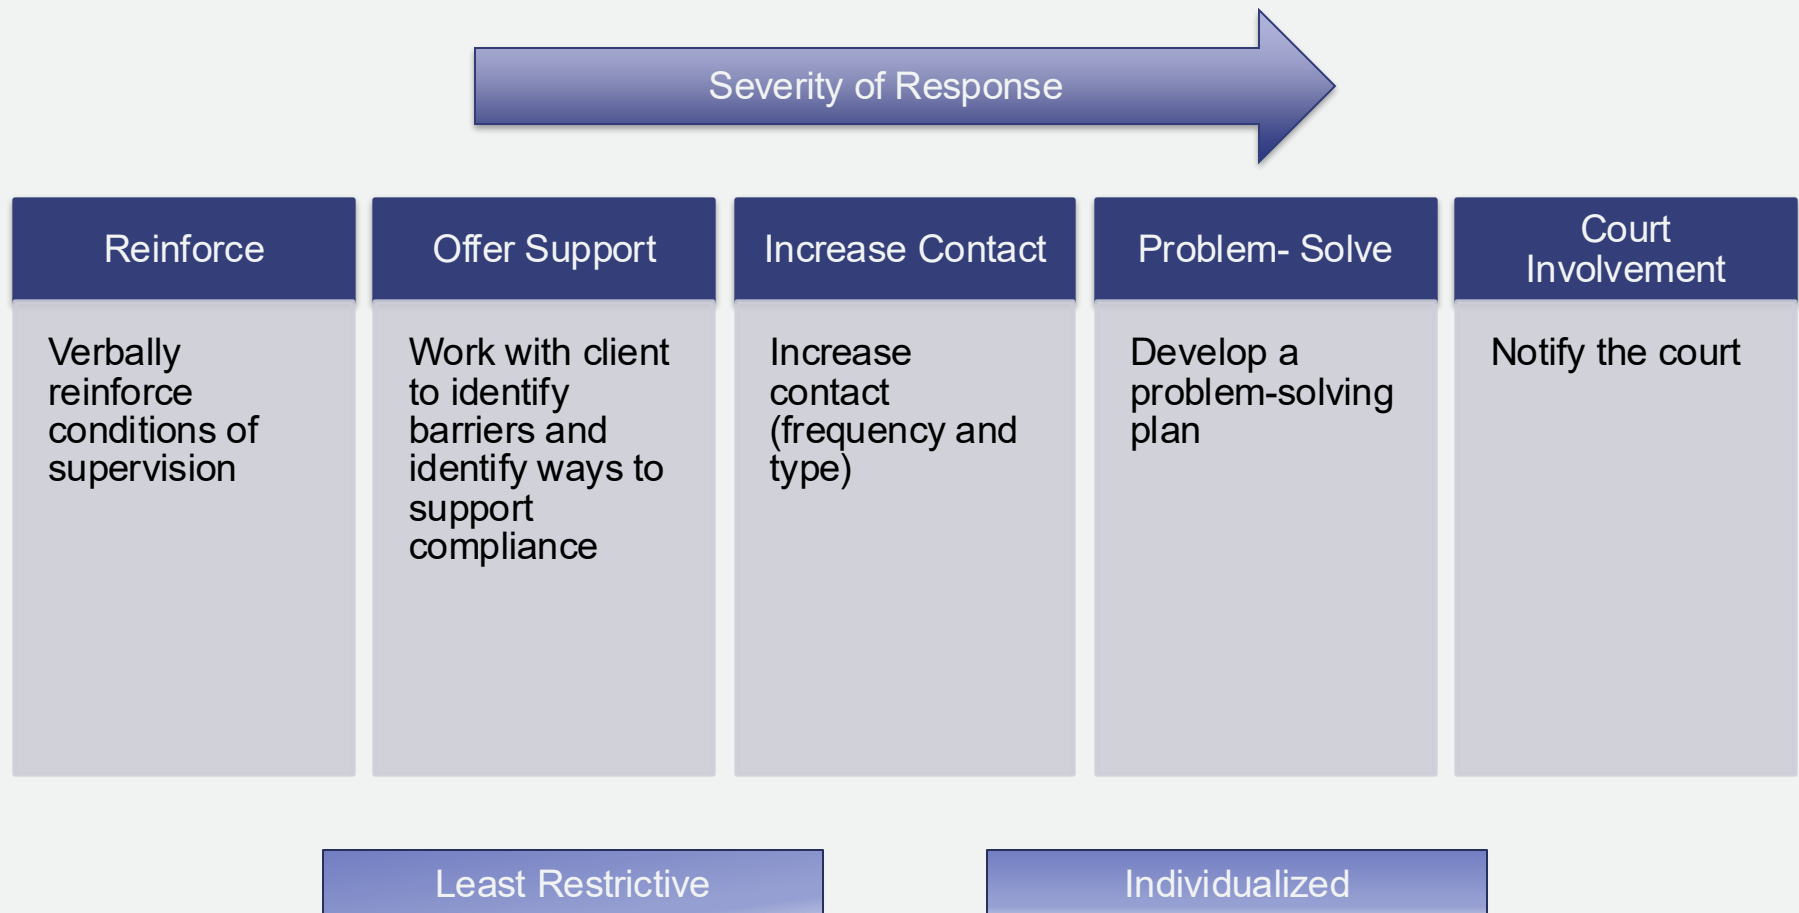 Severity of Response
Reinforce
Verbally
reinforce
conditions of
supervision
Offer Support
Work with client
to identify
barriers and
identify ways to
support
compliance
Increase Contact
Increase
contact
(frequency and
type)
Problem- Solve
Develop a
problem-solving
plan
Court
Involvement
Notify the court
Least Restrictive
Individualized